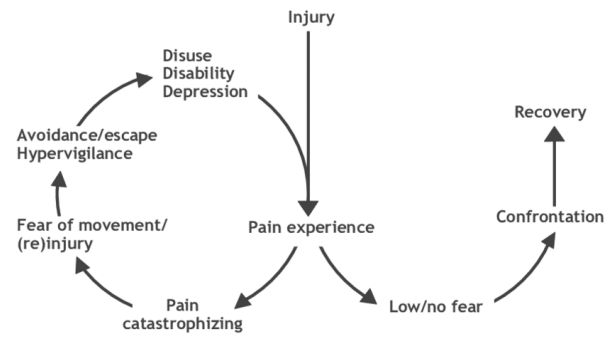 Injury
Disuse
Disability
Depression
Recovery
Avoidance/escape
Hypervigilance
Confrontation
Fear of movement/
(re)injury
Pain experience
Low/no fear
Pain
catastrophizing